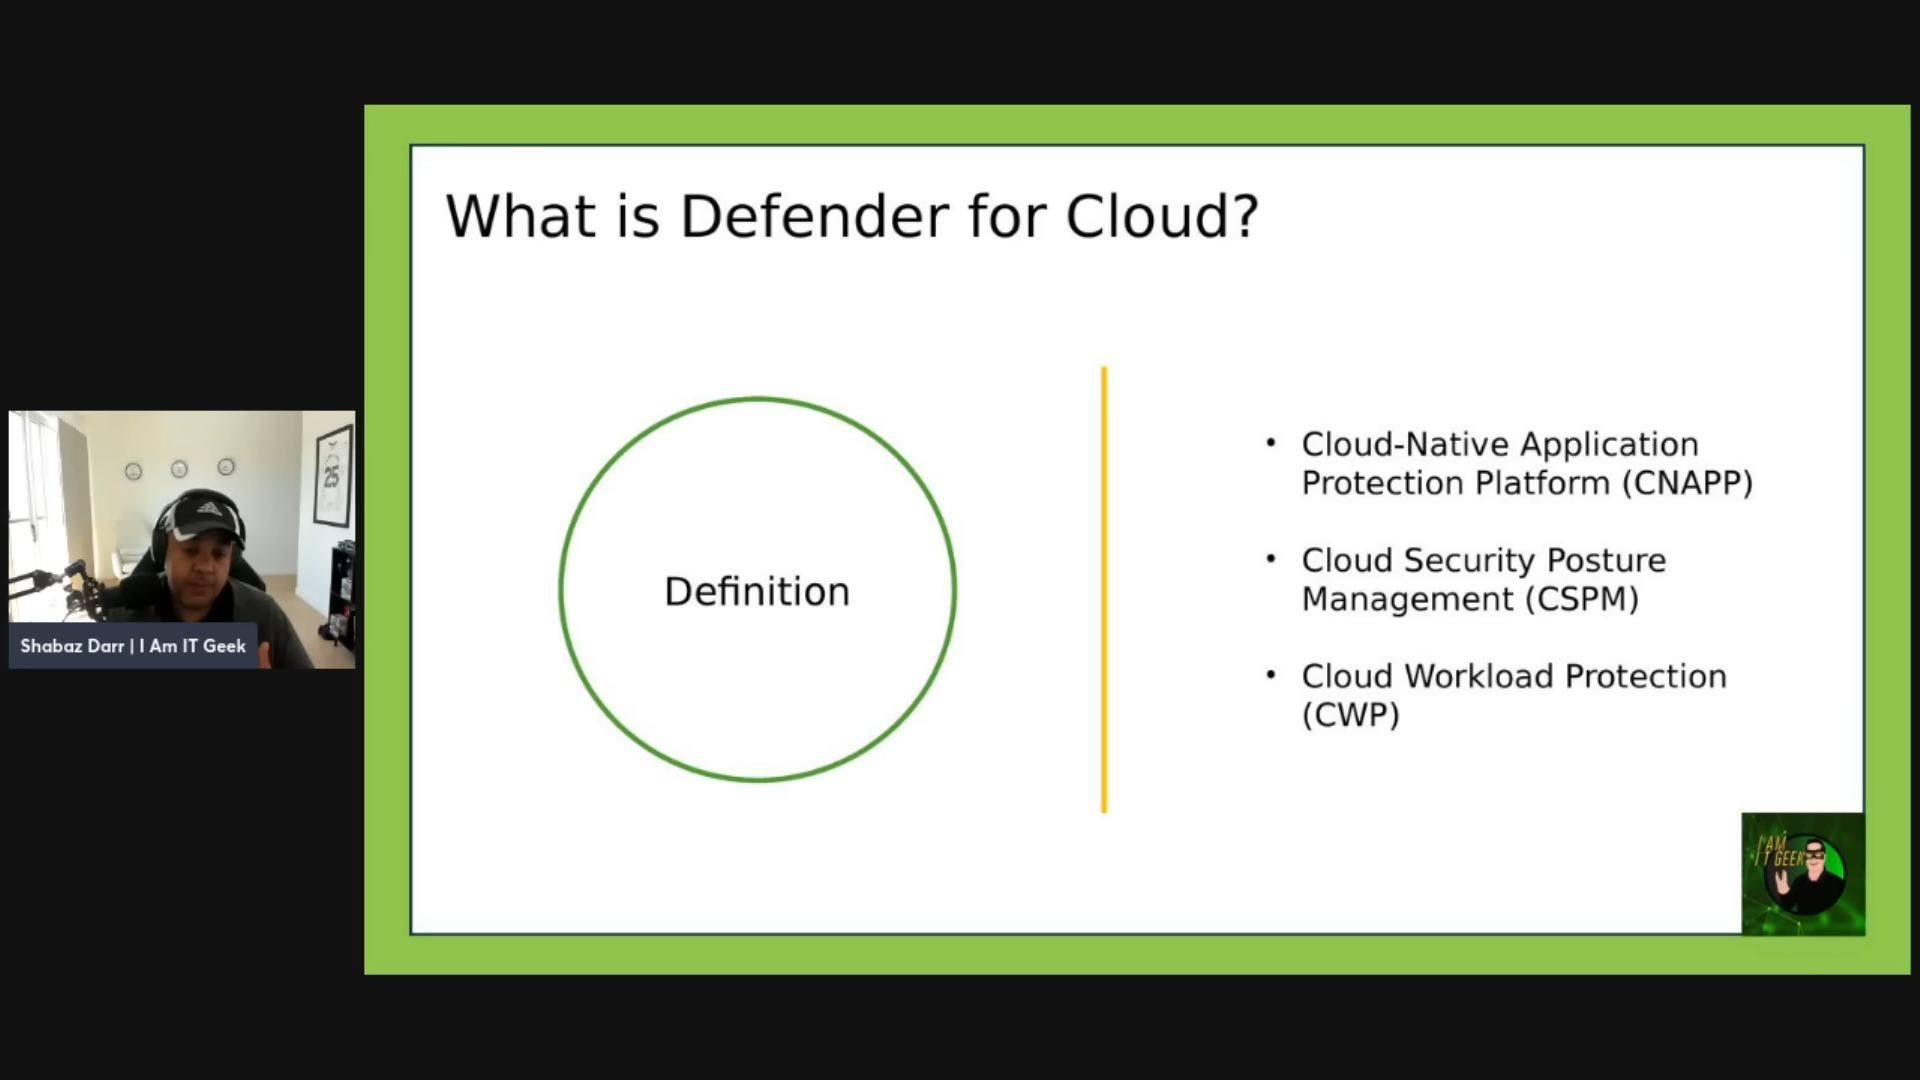 What is Defender for Cloud?
Definition
• Cloud-Native Application
Protection Platform (CNAPP)
• Cloud Security Posture
Management (CSPM)
• Cloud Workload Protection
(CWP)
25
Shabaz Darr | I Am IT Geek
I AM
IT GEEK